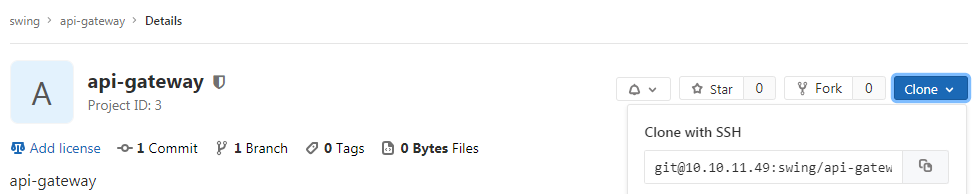 swing > api-gateway > Details
A
api-gateway
Project ID: 3
Star 0 Fork 0 Clone
Add license 1 Commit 1 Branch 0 Tags 0 Bytes Files
api-gateway
Clone with SSH
git@10.10.11.49:swing/api-gatew